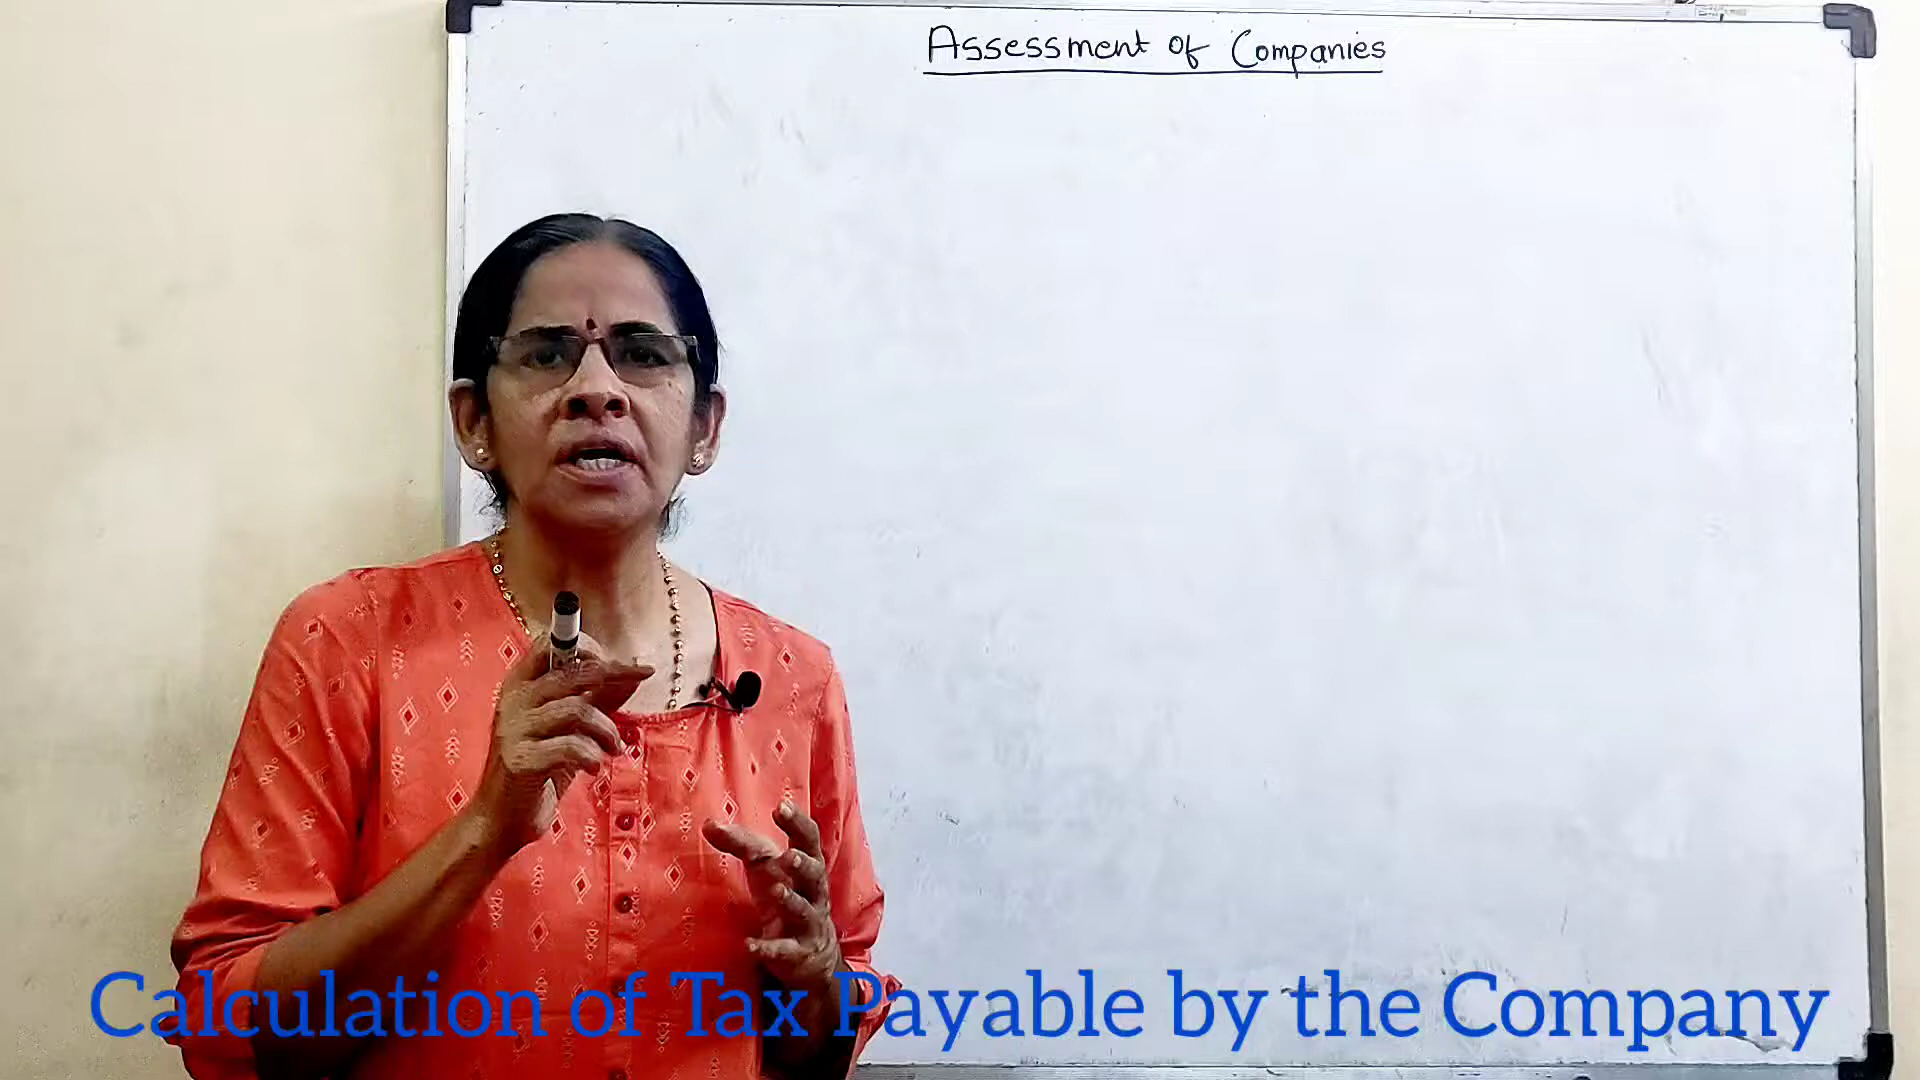 Assessment of Companies
Calculation of Tax Payable by the Company